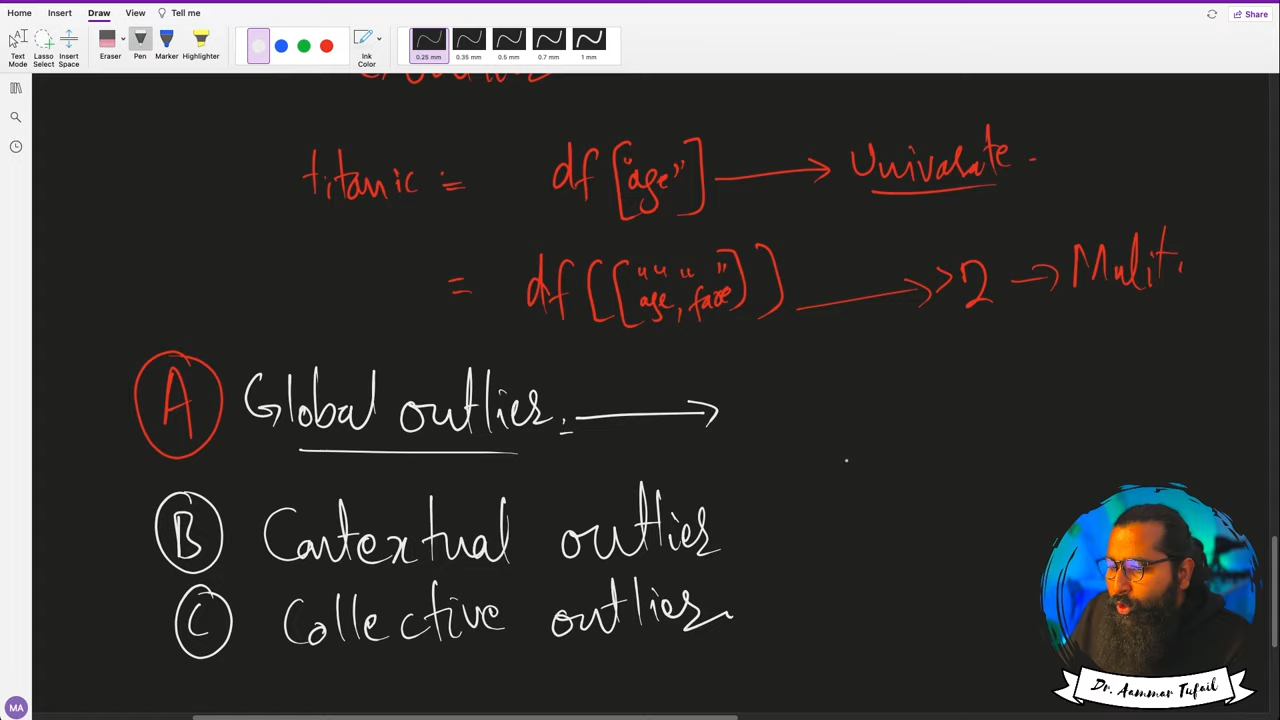 Home Insert Draw View Tell me
Share
Text Mode Lasso Select Insert Space Eraser Pen Marker Highlighter Ink Color 0.25 mm 0.35 mm 0.5 mm 0.7 mm 1 mm
titanic = df["age"] → Univarate.
= df[["age", "fare"]] → >2 → Mulit.
A Global outlier. →
B Contextual outlier
C Collective outlier
MA
Dr. Aammar Tufail